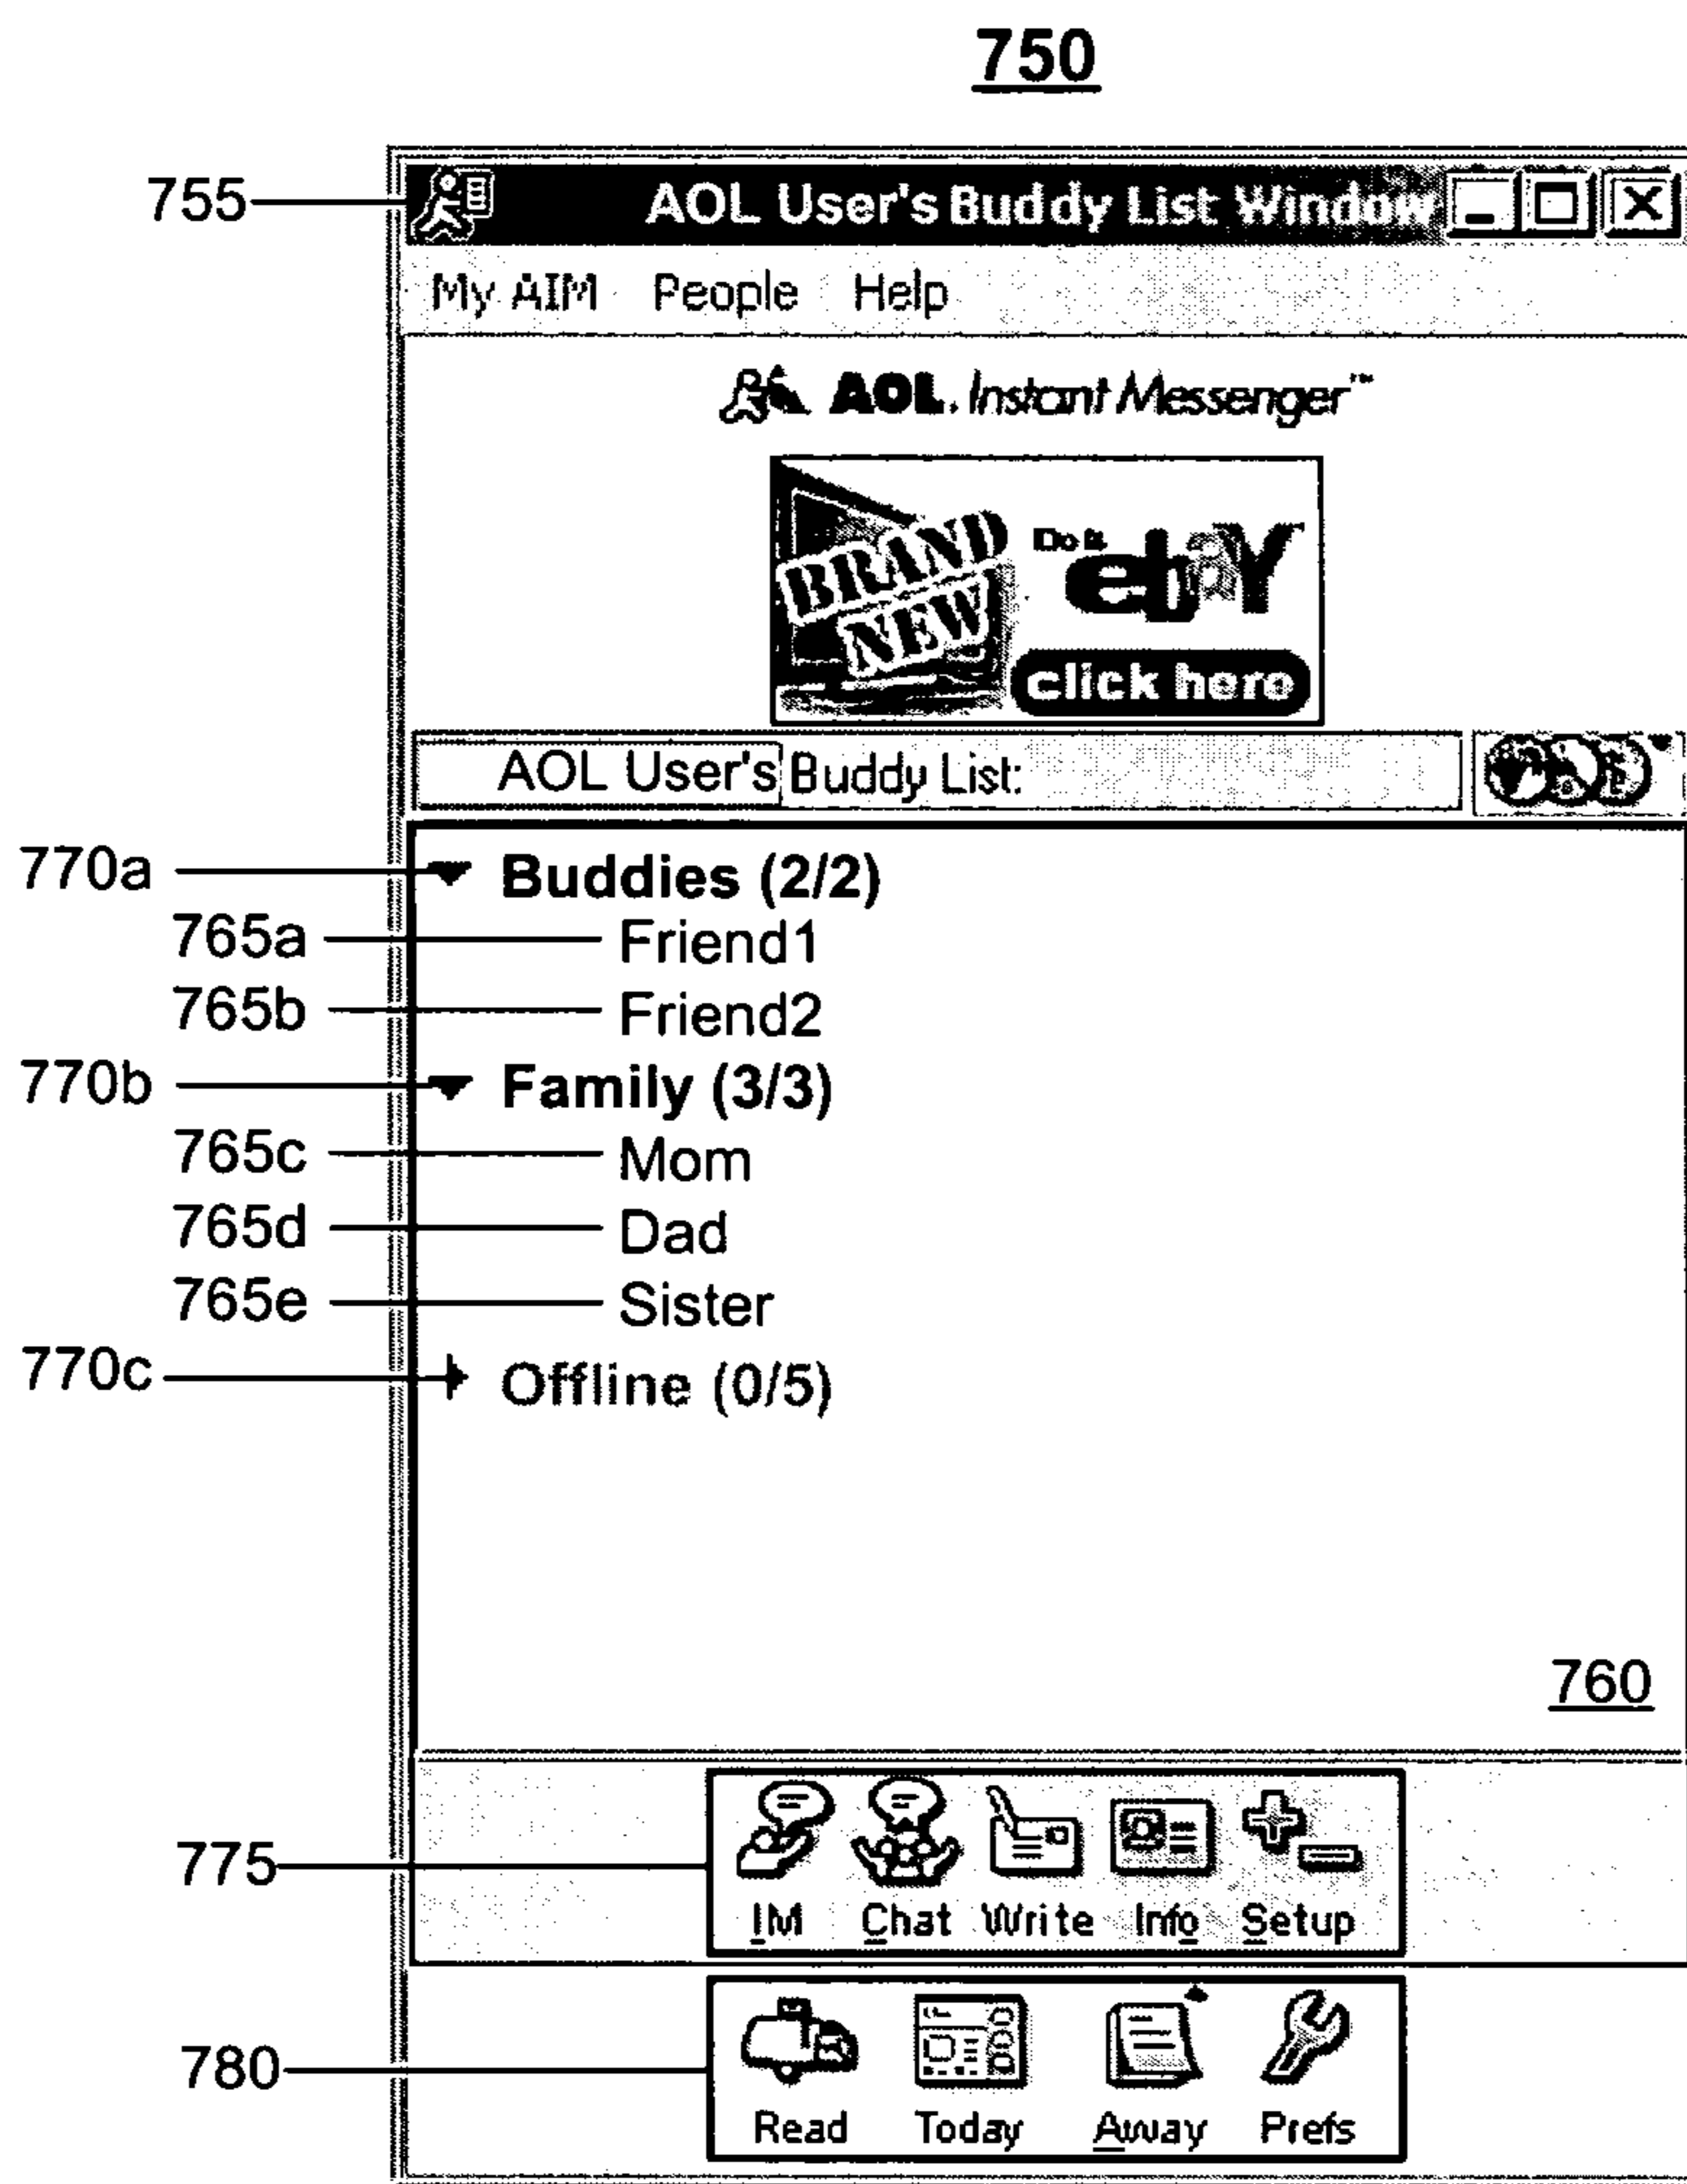 750
755 AOL User's Buddy List Window
My AIM People Help
AOL Instant Messenger™
BRAND NEW
Do it ebY
click here
AOL User's Buddy List:
770a Buddies (2/2)
765a Friend1
765b Friend2
770b Family (3/3)
765c Mom
765d Dad
765e Sister
770c Offline (0/5)
760
775
IM Chat Write Info Setup
780
Read Today Away Prefs